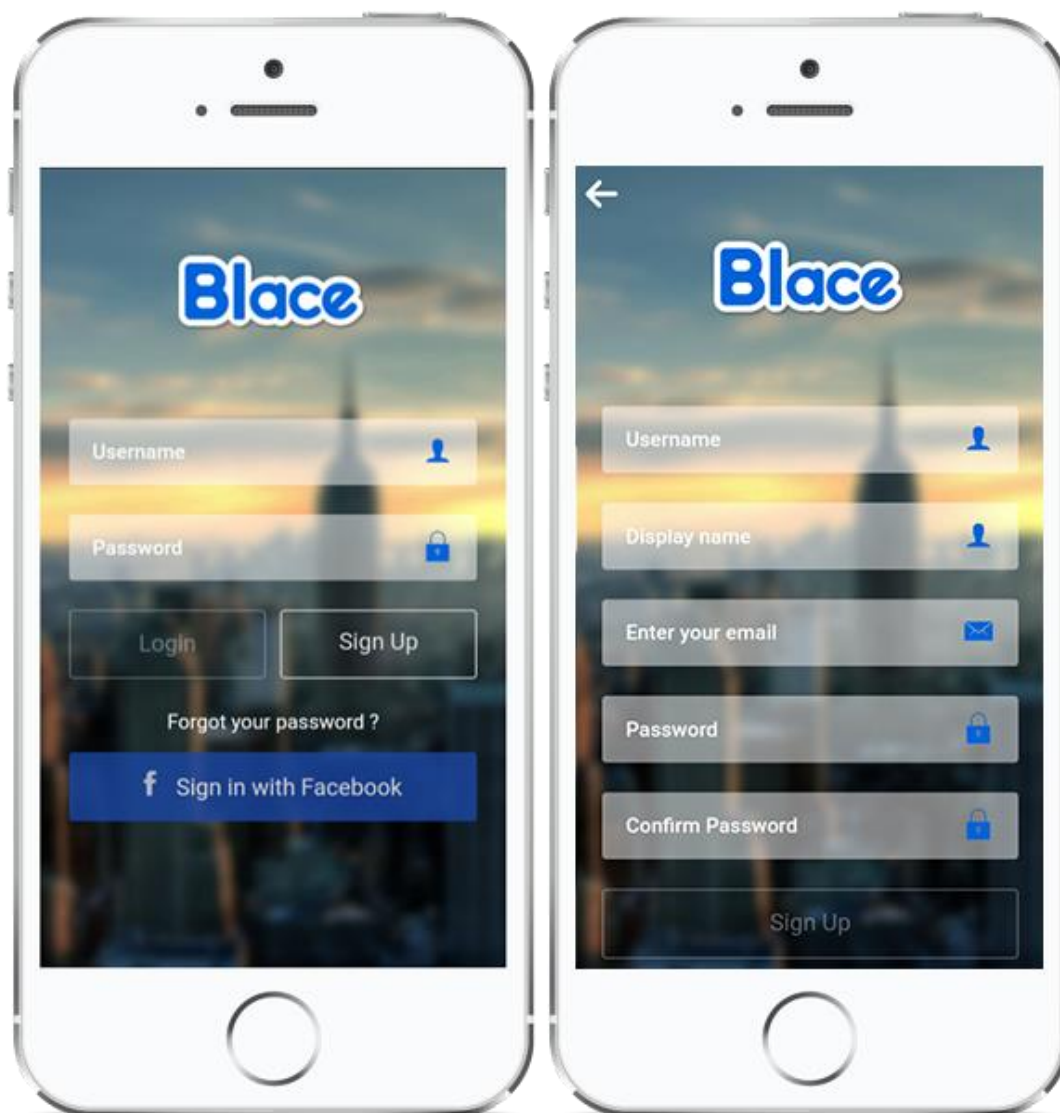 Blace
Username
Password
Login
Sign Up
Forgot your password ?
f Sign in with Facebook
Blace
Username
Display name
Enter your email
Password
Confirm Password
Sign Up